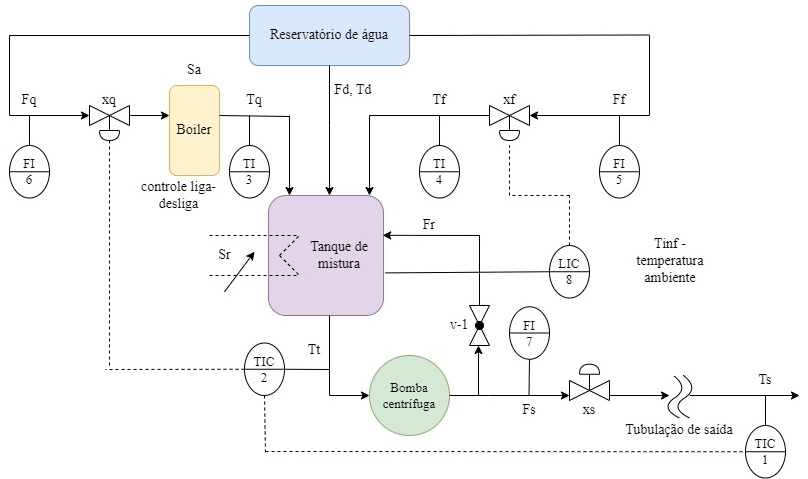 Reservatório de água
Sa
Fd, Td
Fq
xq
Tq
Tf
xf
Ff
Boiler
FI
6
TI
3
TI
4
FI
5
controle liga-
desliga
Fr
Tanque de
mistura
Sr
Tinf -
temperatura
ambiente
LIC
8
v-1
FI
7
Tt
TIC
2
Bomba
centrífuga
Fs
xs
Ts
Tubulação de saída
TIC
1